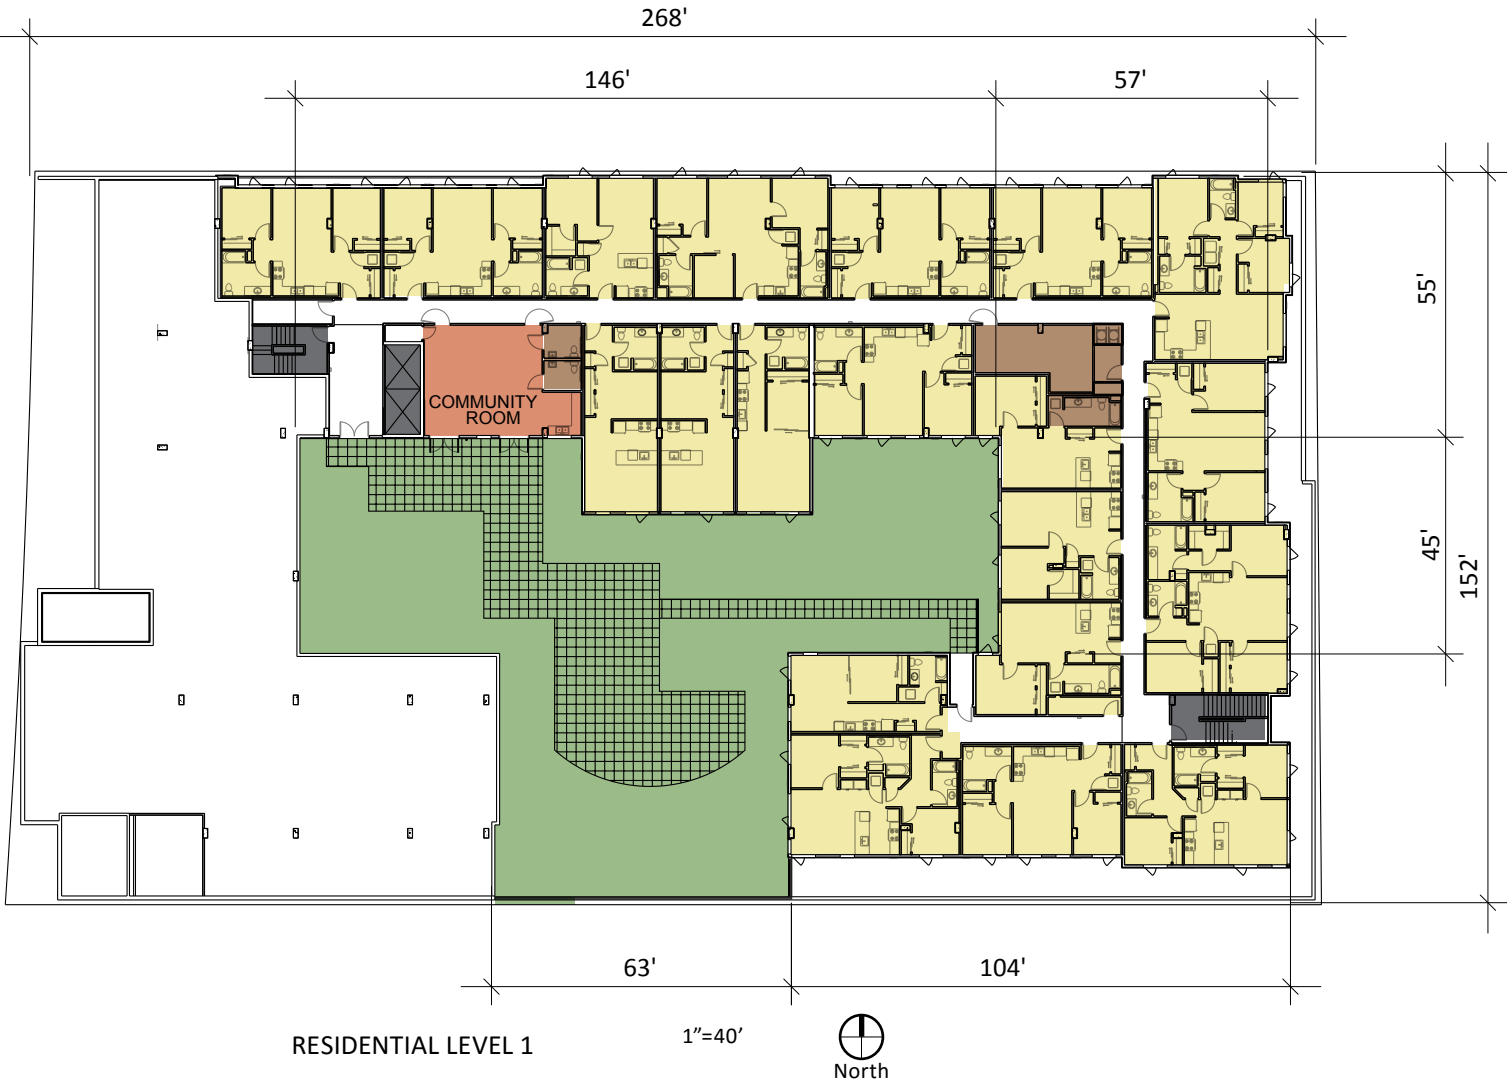 268'
146'
57'
55'
COMMUNITY
ROOM
45'
152'
63'
104'
RESIDENTIAL LEVEL 1
1”=40’
North